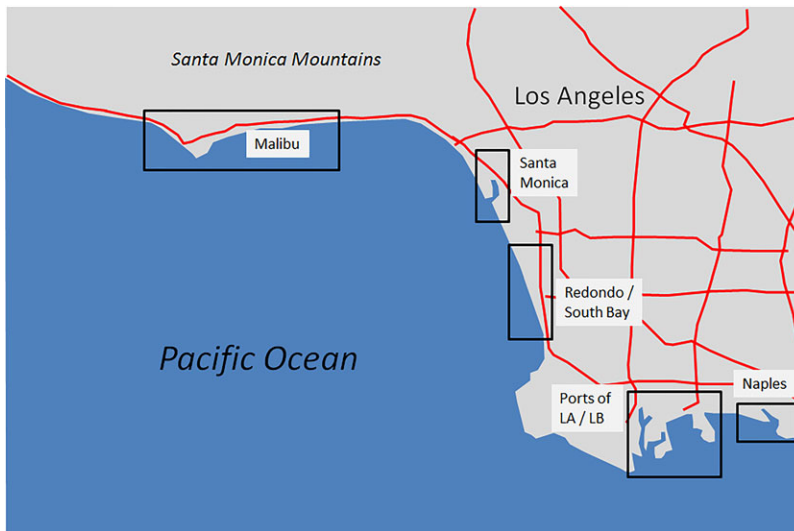 Santa Monica Mountains
Los Angeles
Malibu
Santa
Monica
Redondo /
South Bay
Pacific Ocean
Naples
Ports of
LA / LB